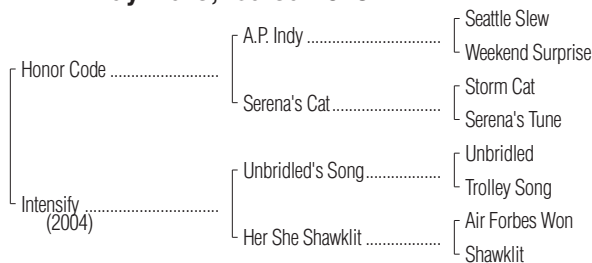 Seattle Slew
A.P. Indy
Weekend Surprise
Honor Code
Storm Cat
Serena's Cat
Serena's Tune
Unbridled
Unbridled's Song
Trolley Song
Intensify
(2004)
Air Forbes Won
Her She Shawklit
Shawklit